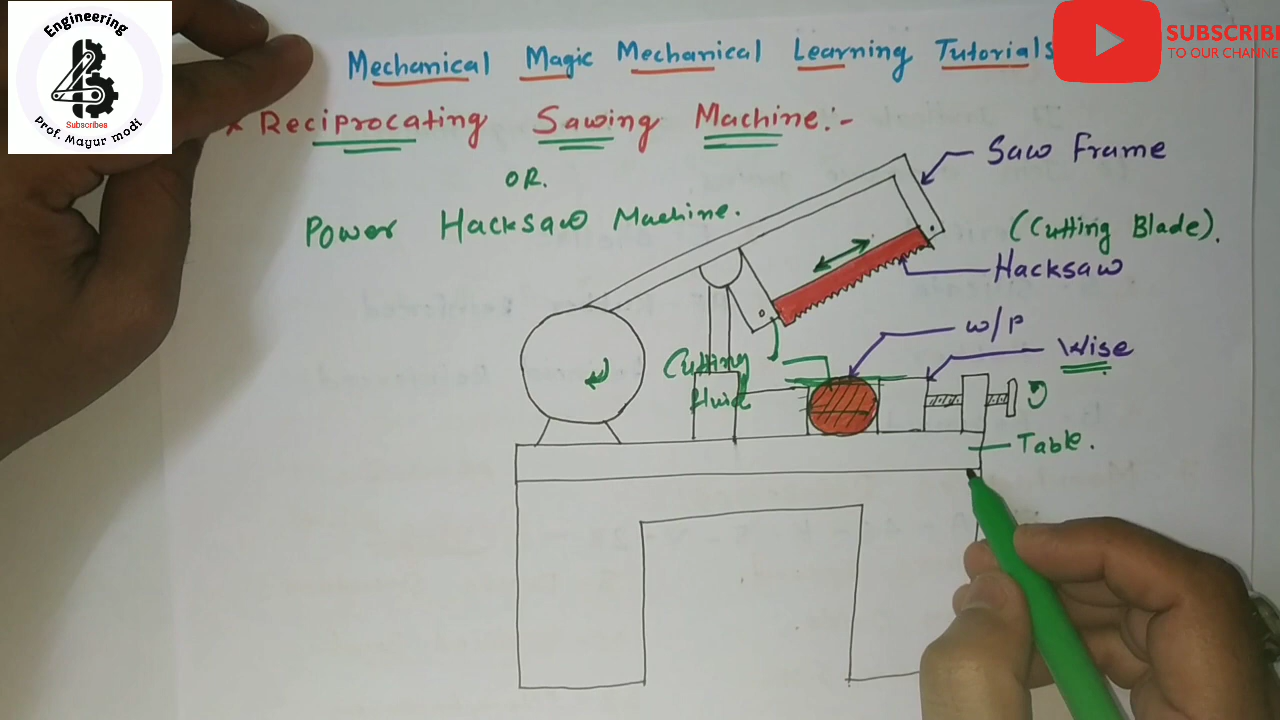 Engineering
Subscribes
Prof. Mayur modi
SUBSCRIBE
TO OUR CHANNE
Mechanical Magic Mechanical Learning Tutorials
* Reciprocating Sawing Machine:-
OR.
Power Hacksaw Machine.
Saw Frame
(Cutting Blade).
Hacksaw
W/P
Wise
Cutting
fluid
Table.